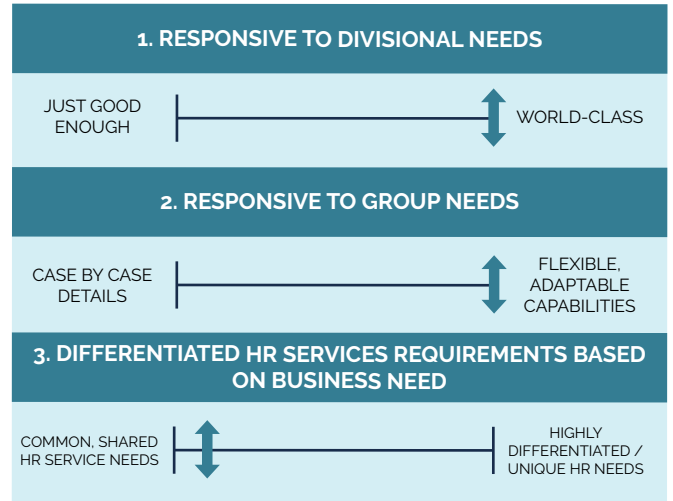 1. RESPONSIVE TO DIVISIONAL NEEDS
JUST GOOD
ENOUGH
WORLD-CLASS
2. RESPONSIVE TO GROUP NEEDS
CASE BY CASE
DETAILS
FLEXIBLE,
ADAPTABLE
CAPABILITIES
3. DIFFERENTIATED HR SERVICES REQUIREMENTS BASED
ON BUSINESS NEED
COMMON, SHARED
HR SERVICE NEEDS
HIGHLY
DIFFERENTIATED /
UNIQUE HR NEEDS